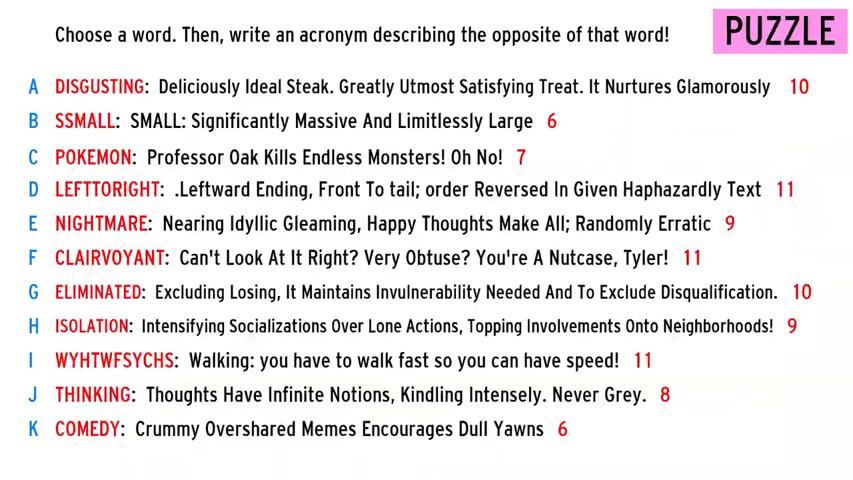 Choose a word. Then, write an acronym describing the opposite of that word!
PUZZLE
A DISGUSTING: Deliciously Ideal Steak. Greatly Utmost Satisfying Treat. It Nurtures Glamorously 10
B SSMALL: SMALL: Significantly Massive And Limitlessly Large 6
C POKEMON: Professor Oak Kills Endless Monsters! Oh No! 7
D LEFTTORIGHT: .Leftward Ending, Front To tail; order Reversed In Given Haphazardly Text 11
E NIGHTMARE: Nearing Idyllic Gleaming, Happy Thoughts Make All; Randomly Erratic 9
F CLAIRVOYANT: Can't Look At It Right? Very Obtuse? You're A Nutcase, Tyler! 11
G ELIMINATED: Excluding Losing, It Maintains Invulnerability Needed And To Exclude Disqualification. 10
H ISOLATION: Intensifying Socializations Over Lone Actions, Topping Involvements Onto Neighborhoods! 9
I WYHTWFSYCHS: Walking: you have to walk fast so you can have speed! 11
J THINKING: Thoughts Have Infinite Notions, Kindling Intensely. Never Grey. 8
K COMEDY: Crummy Overshared Memes Encourages Dull Yawns 6